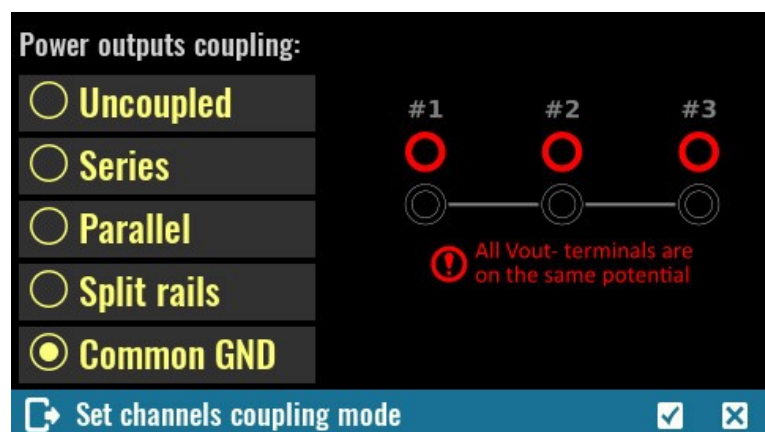 Power outputs coupling:
Uncoupled
Series
Parallel
Split rails
Common GND
#1 #2 #3
All Vout- terminals are
on the same potential
Set channels coupling mode